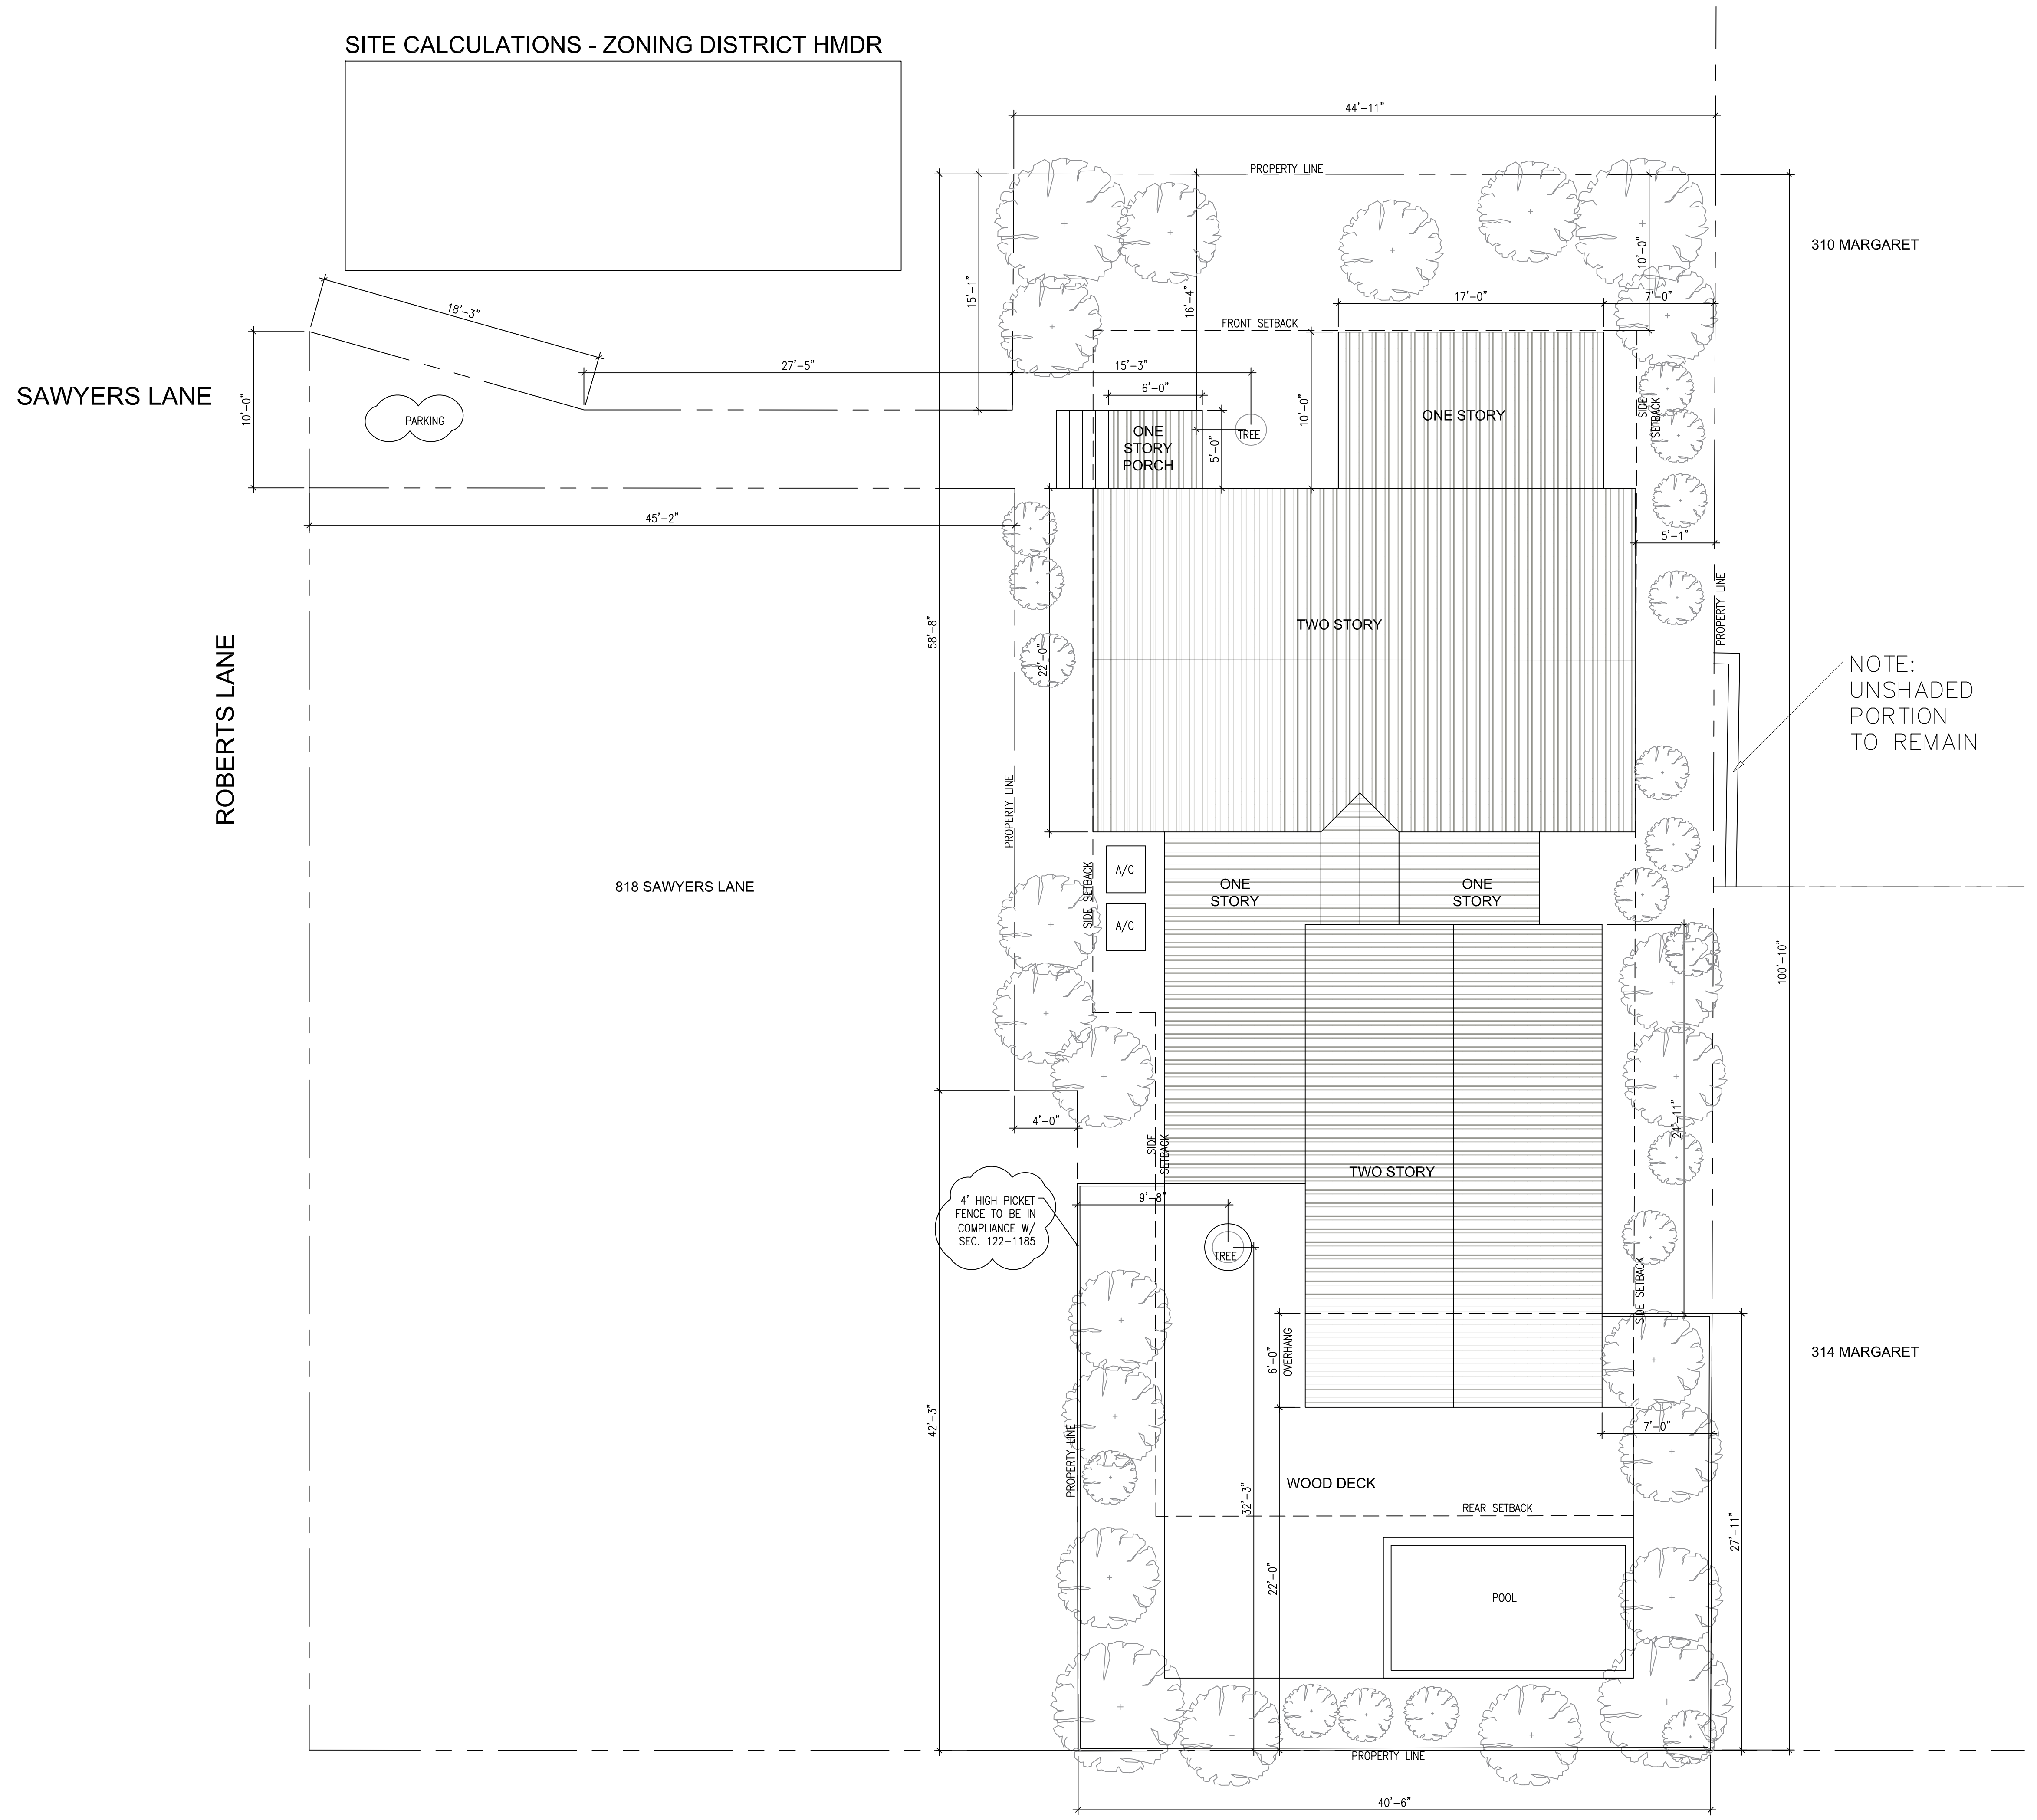 SITE CALCULATIONS - ZONING DISTRICT HMDR
44'-11"
PROPERTY LINE
310 MARGARET
10'-0"
15'-1"
16'-4"
18'-3"
17'-0"
7'-0"
FRONT SETBACK
27'-5"
15'-3"
6'-0"
SAWYERS LANE
10'-0"
PARKING
ONE
STORY
PORCH
TREE
5'-0"
10'-0"
ONE STORY
SIDE
SETBACK
45'-2"
5'-1"
PROPERTY LINE
58'-8"
22'-0"
TWO STORY
ROBERTS LANE
NOTE:
UNSHADED
PORTION
TO REMAIN
PROPERTY LINE
818 SAWYERS LANE
SIDE SETBACK
A/C
A/C
ONE
STORY
ONE
STORY
100'-10"
4'-0"
24'-11"
SIDE
SETBACK
TWO STORY
4' HIGH PICKET
FENCE TO BE IN
COMPLIANCE W/
SEC. 122-1185
9'-8"
TREE
SIDE SETBACK
6'-0"
OVERHANG
314 MARGARET
42'-3"
PROPERTY LINE
7'-0"
WOOD DECK
32'-3"
REAR SETBACK
27'-11"
22'-0"
POOL
PROPERTY LINE
40'-6"